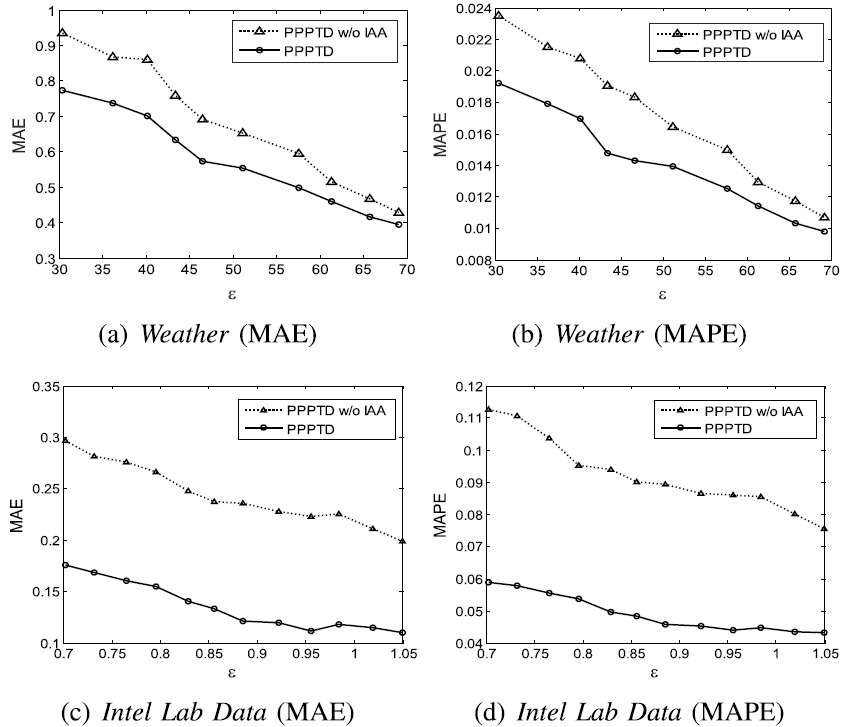 1
0.9
0.8
0.7
0.6
0.5
0.4
0.3
MAE
30 35 40 45 50 55 60 65 70
ε
PPPTD w/o IAA
PPPTD
(a) Weather (MAE)
0.024
0.022
0.02
0.018
0.016
0.014
0.012
0.01
0.008
MAPE
30 35 40 45 50 55 60 65 70
ε
PPPTD w/o IAA
PPPTD
(b) Weather (MAPE)
0.35
0.3
0.25
0.2
0.15
0.1
MAE
0.7 0.75 0.8 0.85 0.9 0.95 1 1.05
ε
PPPTD w/o IAA
PPPTD
(c) Intel Lab Data (MAE)
0.12
0.11
0.1
0.09
0.08
0.07
0.06
0.05
0.04
MAPE
0.7 0.75 0.8 0.85 0.9 0.95 1 1.05
ε
PPPTD w/o IAA
PPPTD
(d) Intel Lab Data (MAPE)